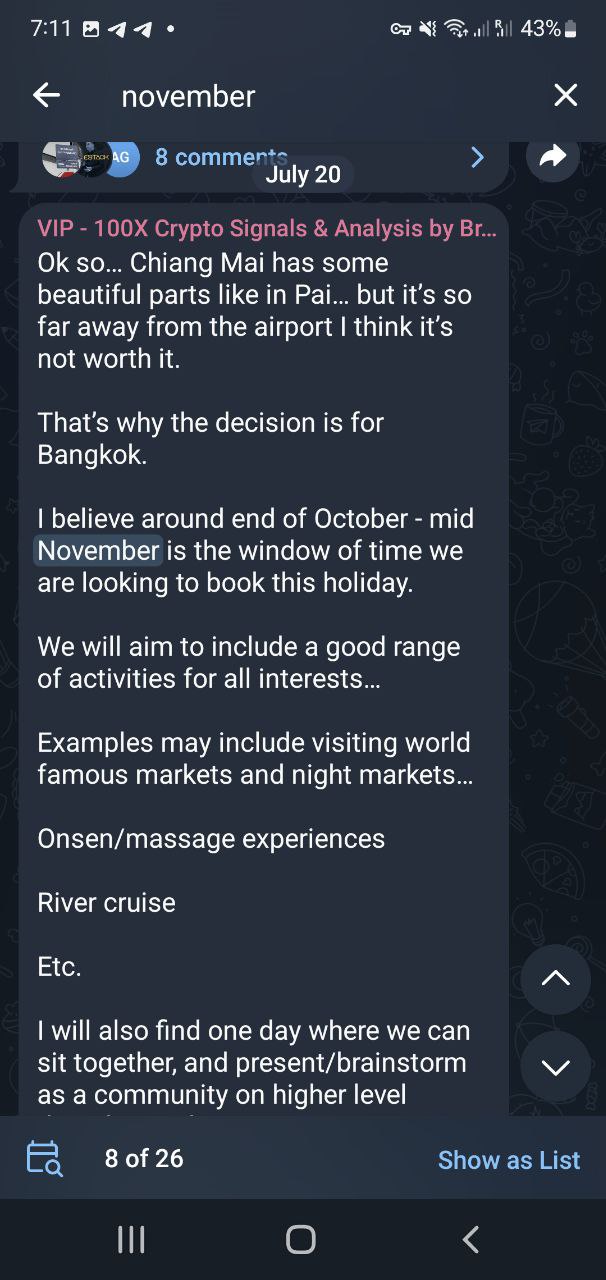 7:11
43%
november
AG
8 comments
July 20
VIP - 100X Crypto Signals & Analysis by Br...
Ok so… Chiang Mai has some
beautiful parts like in Pai… but it’s so
far away from the airport I think it’s
not worth it.
That’s why the decision is for
Bangkok.
I believe around end of October - mid
November is the window of time we
are looking to book this holiday.
We will aim to include a good range
of activities for all interests…
Examples may include visiting world
famous markets and night markets…
Onsen/massage experiences
River cruise
Etc.
I will also find one day where we can
sit together, and present/brainstorm
as a community on higher level
8 of 26
Show as List